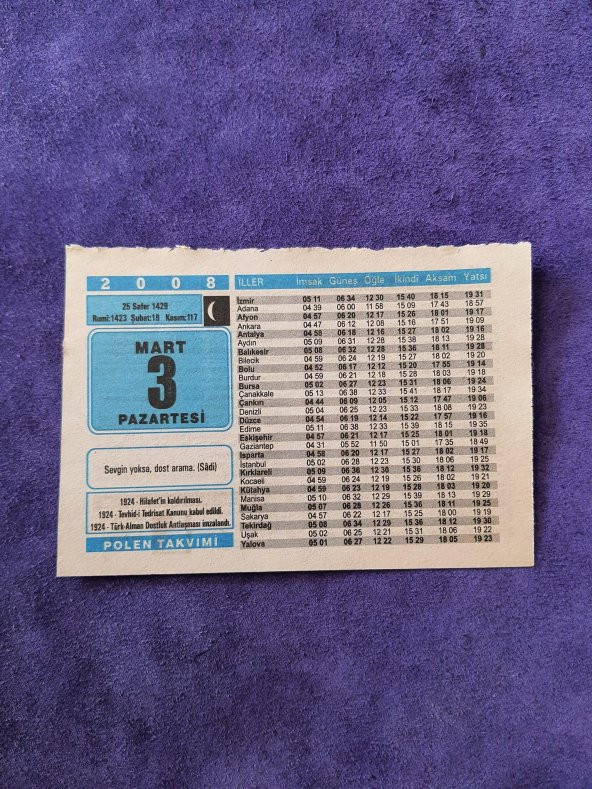 2 0 0 8
25 Safer 1429
Rumi:1423 Şubat:19 Kasım:117
MART
3
PAZARTESİ
Sevgin yoksa, dost arama. (Sâdi)
1924 - Hilafet'in kaldırılması.
1924 - Tevhid-i Tedrisat Kanunu kabul edildi.
1924 - Türk-Alman Dostluk Antlaşması imzalandı.
POLEN TAKVİMİ
İLLER İmsak Güneş Öğle İkindi Akşam Yatsı
İzmir 05 11 06 34 12 30 15 40 18 15 19 31
Adana 04 39 06 00 11 58 15 09 17 43 18 57
Afyon 04 57 06 20 12 17 15 26 18 01 19 17
Ankara 04 47 06 12 12 08 15 16 17 51 19 09
Antalya 04 58 06 18 12 16 15 27 18 02 19 16
Aydın 05 09 06 31 12 28 15 38 18 13 19 28
Balıkesir 05 08 06 32 12 28 15 36 18 11 19 28
Bilecik 04 59 06 24 12 19 15 27 18 02 19 20
Bolu 04 52 06 17 12 12 15 20 17 55 19 14
Burdur 04 59 06 21 12 18 15 28 18 03 19 18
Bursa 05 02 06 27 12 23 15 31 18 06 19 24
Çanakkale 05 13 06 38 12 33 15 41 18 17 19 34
Çankırı 04 44 06 09 12 05 15 12 17 47 19 06
Denizli 05 04 06 25 12 23 15 33 18 08 19 23
Düzce 04 54 06 19 12 14 15 22 17 57 19 16
Edirne 05 11 06 38 12 33 15 39 18 15 19 35
Eskişehir 04 57 06 21 12 17 15 25 18 01 19 18
Gaziantep 04 31 05 52 11 50 15 01 17 35 18 49
Isparta 04 58 06 20 12 17 15 27 18 02 19 17
İstanbul 05 02 06 28 12 23 15 30 18 06 19 25
Kırklareli 05 09 06 36 12 30 15 36 18 12 19 32
Kocaeli 04 59 06 24 12 19 15 26 18 02 19 21
Kütahya 04 59 06 23 12 19 15 28 18 03 19 20
Manisa 05 10 06 32 12 29 15 39 18 13 19 29
Muğla 05 07 06 28 12 26 15 36 18 11 19 25
Sakarya 04 57 06 22 12 17 15 25 18 00 19 19
Tekirdağ 05 08 06 34 12 29 15 36 18 12 19 30
Uşak 05 02 06 25 12 21 15 31 18 06 19 22
Yalova 05 01 06 27 12 22 15 29 18 05 19 23